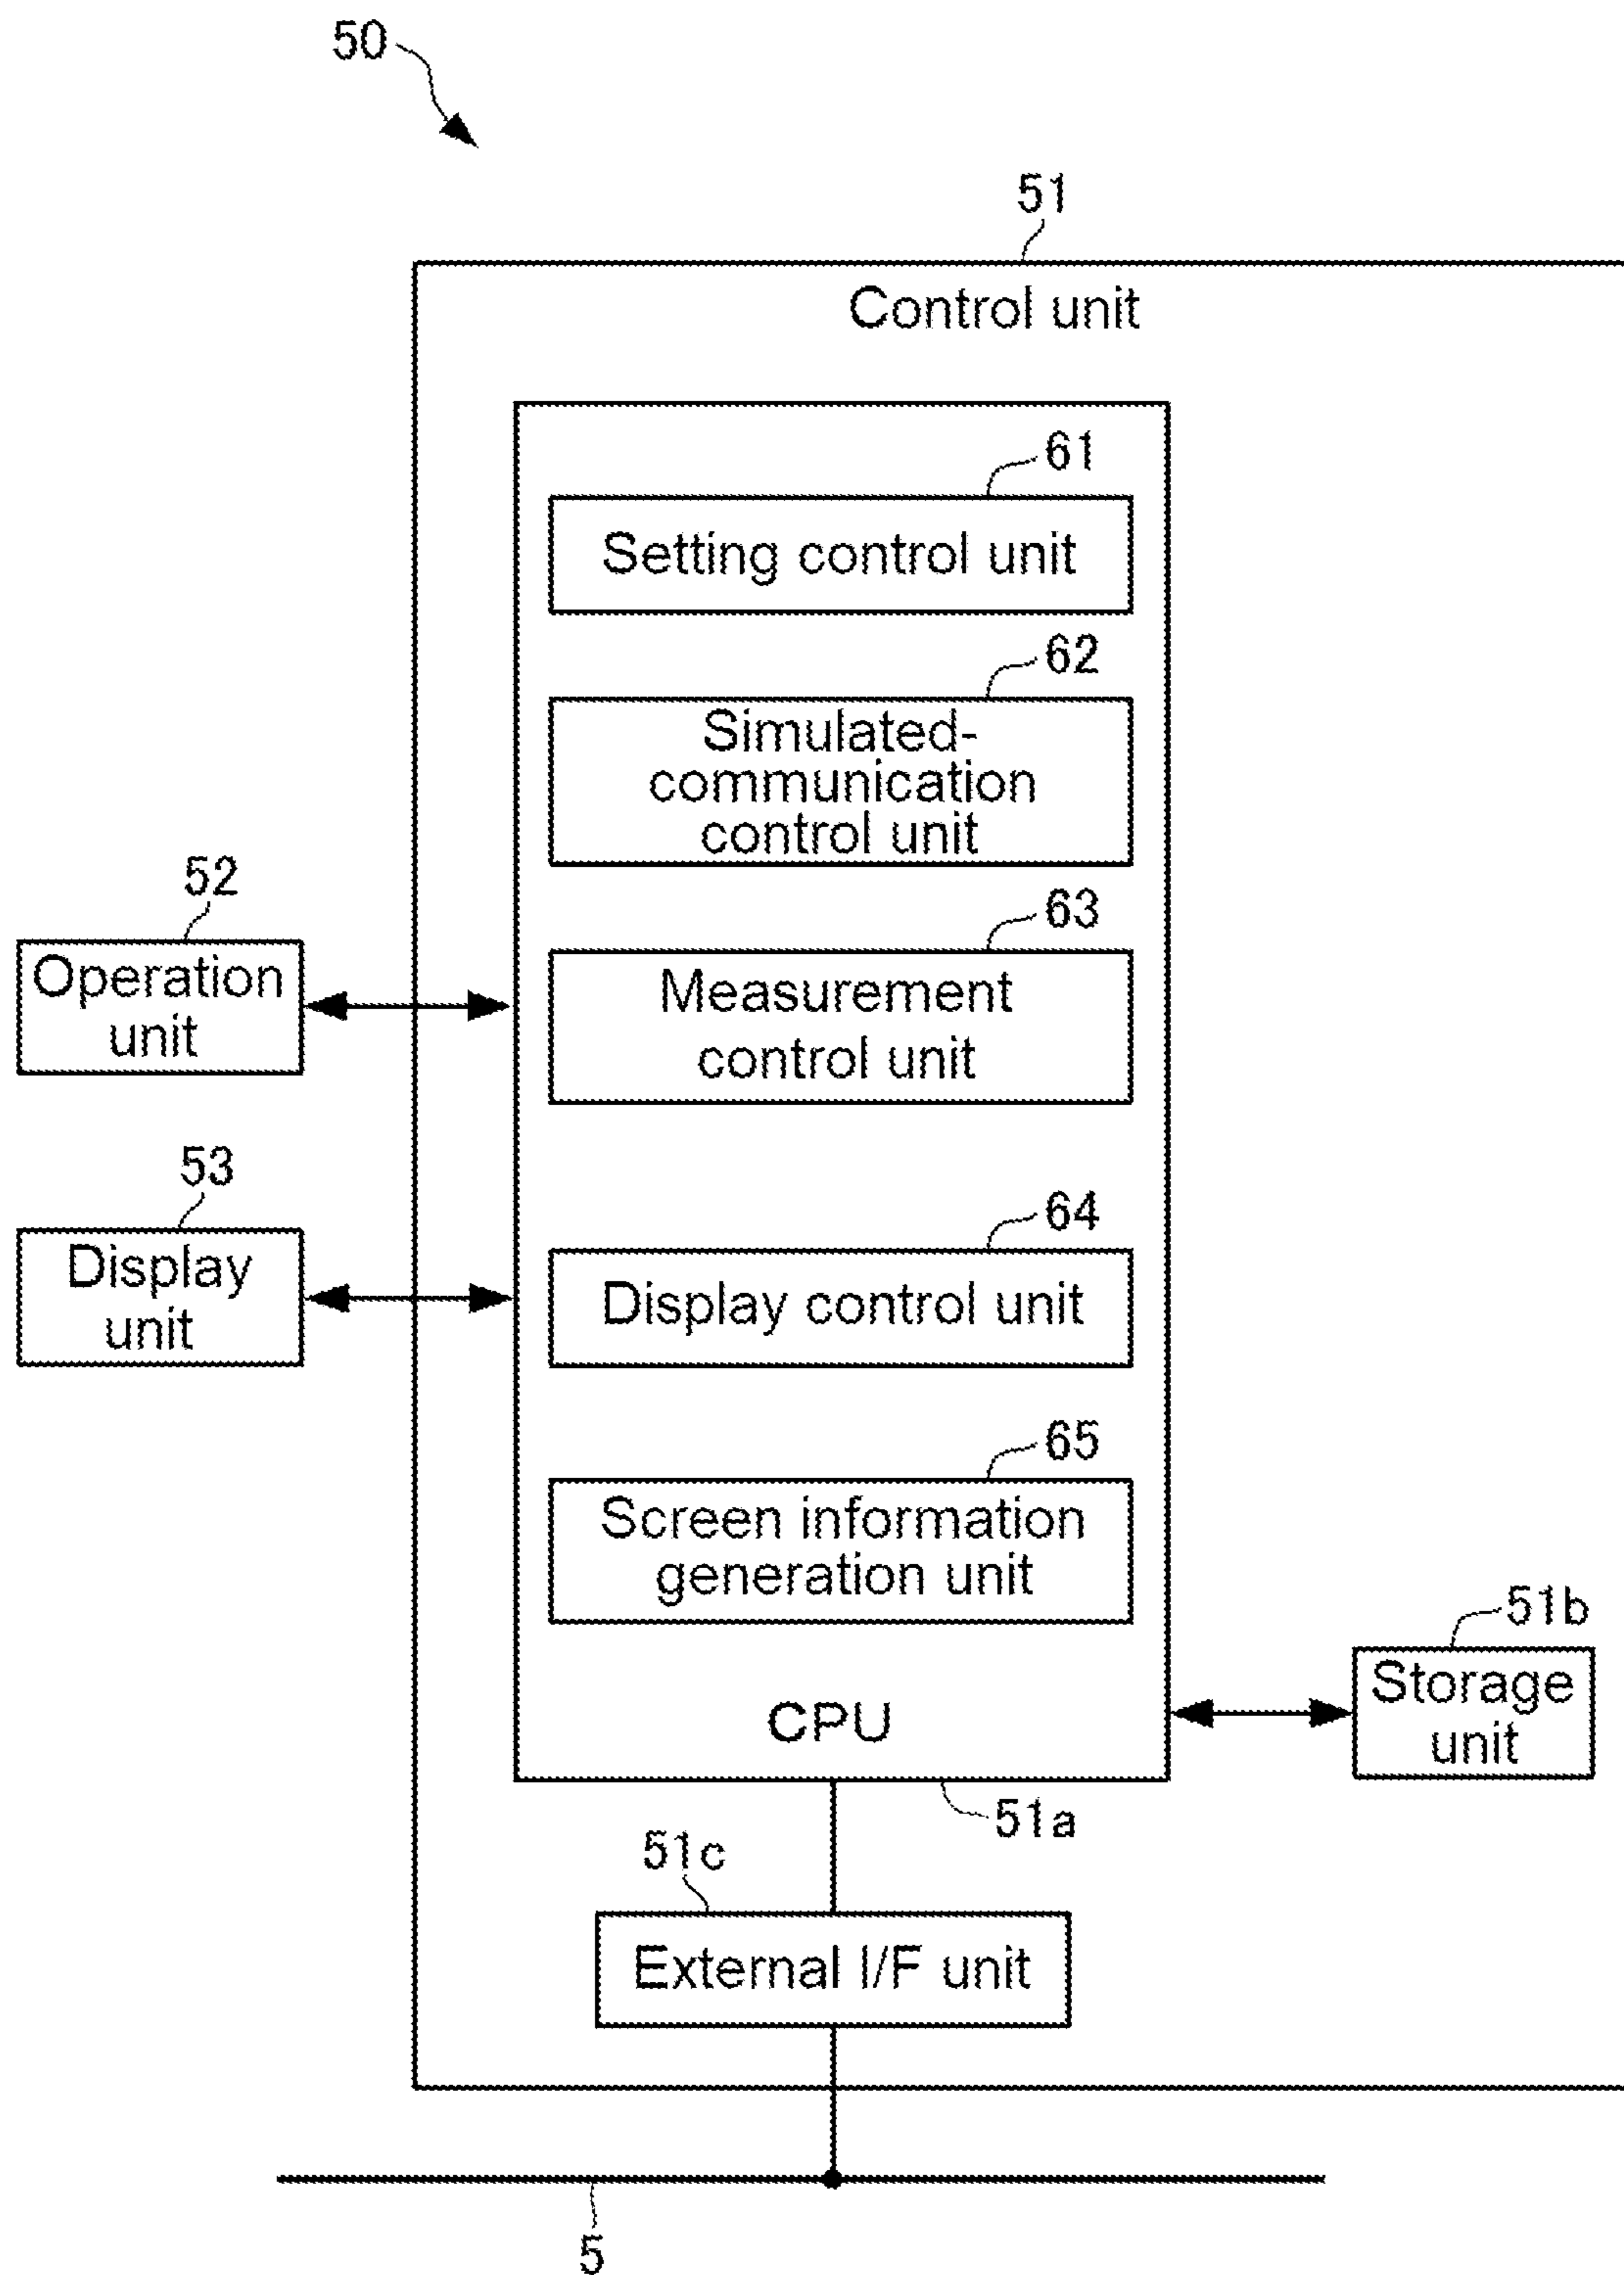 50
51
Control unit
61
Setting control unit
62
Simulated-
communication
control unit
52
Operation
unit
63
Measurement
control unit
53
Display
unit
64
Display control unit
65
Screen information
generation unit
51b
Storage
unit
CPU
51a
51c
External I/F unit
5